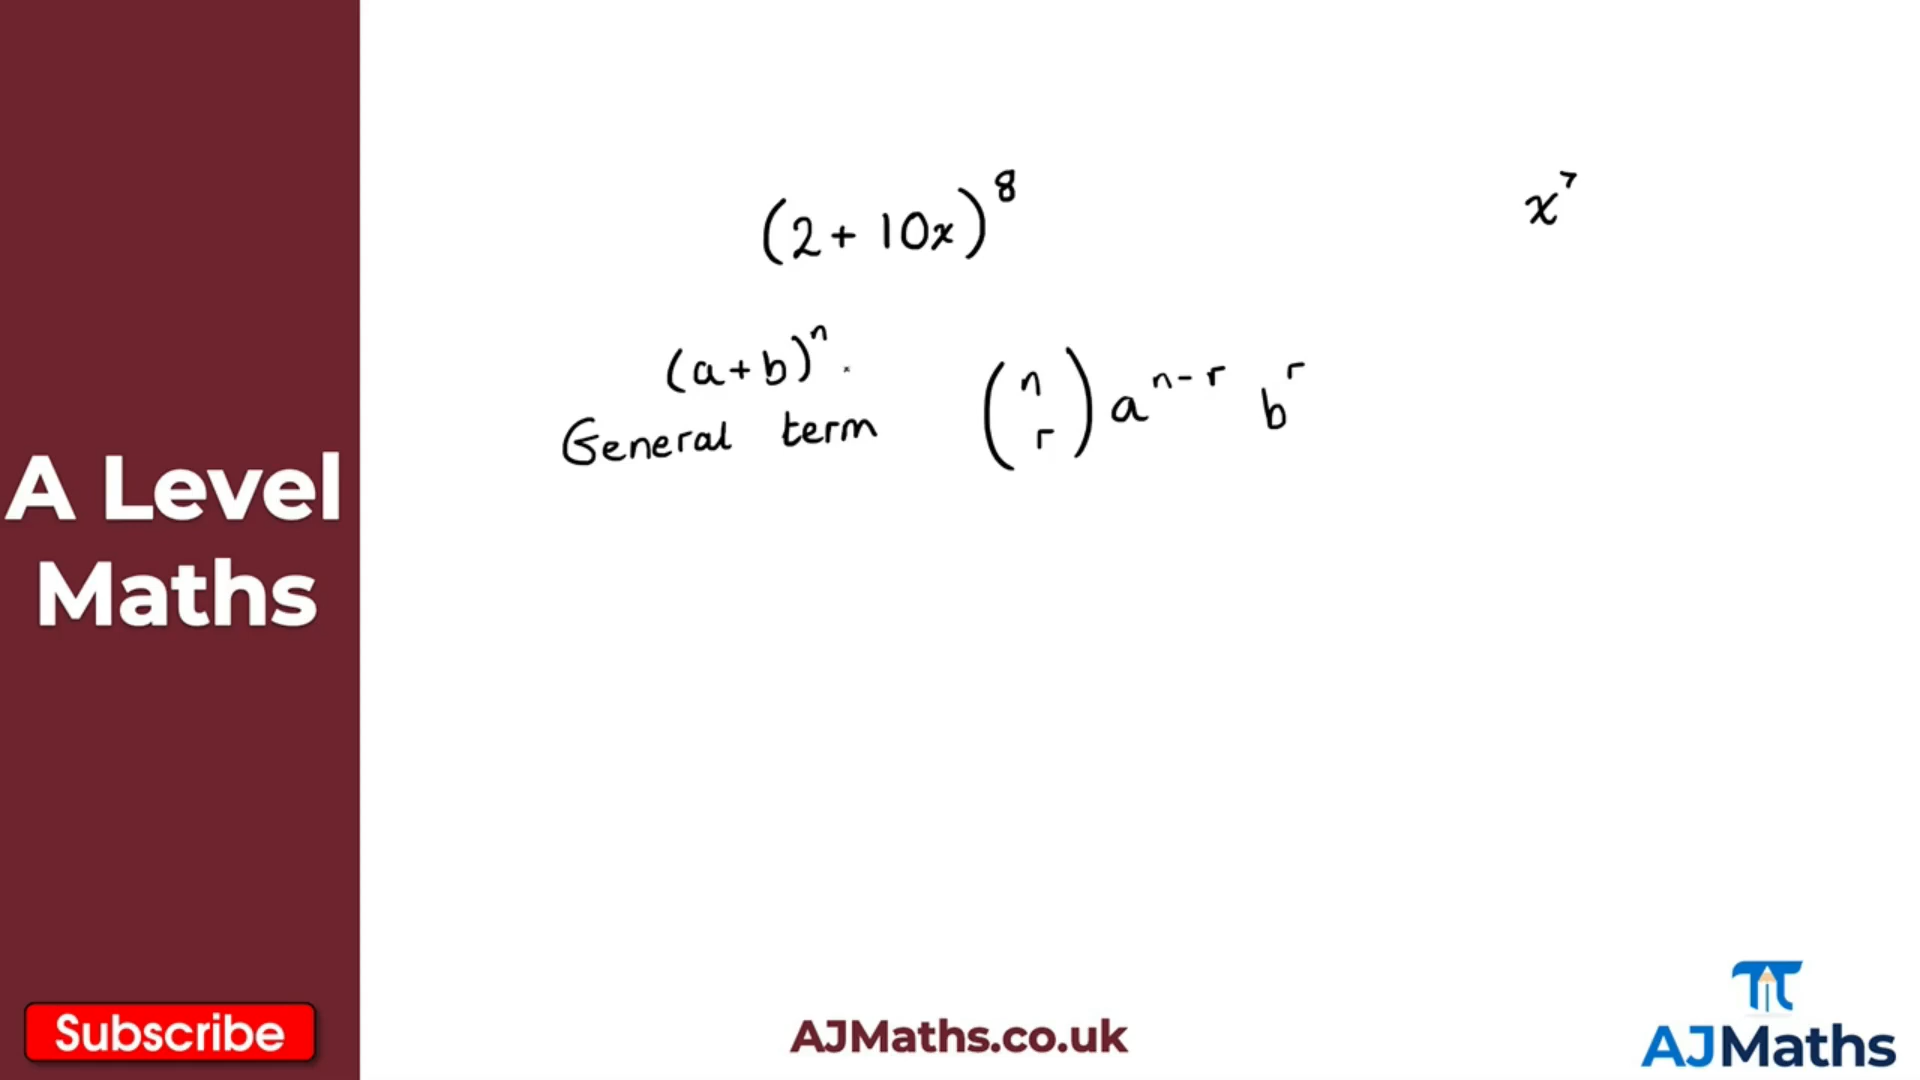 (2 + 10x)^8
x^7
(a + b)^n.
General term (n r) a^{n-r} b^r
A Level
Maths
Subscribe
AJMaths.co.uk
AJMaths